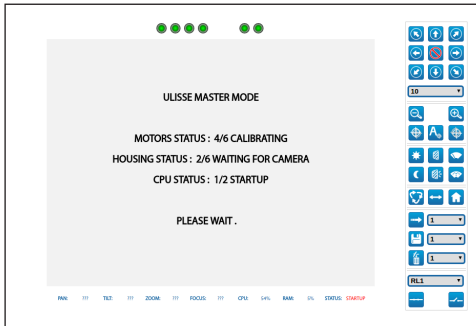 10
ULISSE MASTER MODE
MOTORS STATUS : 4/6 CALIBRATING
HOUSING STATUS : 2/6 WAITING FOR CAMERA
CPU STATUS : 1/2 STARTUP
PLEASE WAIT .
A
1
1
1
RL1
PAN: ??? TILT: ??? ZOOM: ??? FOCUS: ??? CPU: 54% RAM: 5% STATUS: STARTUP